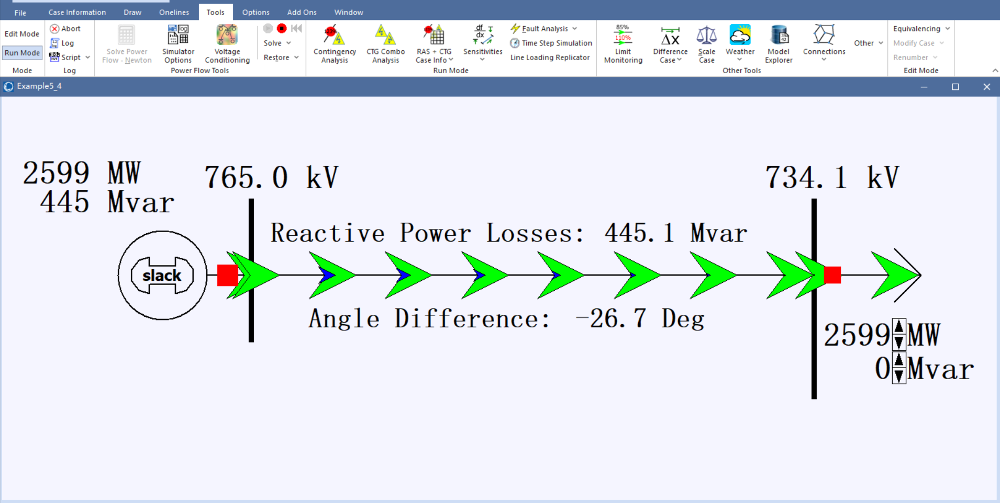 File Case Information Draw Onelines Tools Options Add Ons Window
Edit Mode
Run Mode
Mode
Abort
Log
Script
Log
Solve Power
Flow - Newton
Simulator
Options
Voltage
Conditioning
Solve
Restore
Power Flow Tools
123%
Contingency
Analysis
CTG Combo
Analysis
RAS + CTG
Case Info
df
dx
Sensitivities
Fault Analysis
Time Step Simulation
Line Loading Replicator
Run Mode
85%
110%
Limit
Monitoring
ΔX
Difference
Case
Scale
Case
Weather
Model
Explorer
Connections
Other
Other Tools
Equivalencing
Modify Case
Renumber
Edit Mode
Example5_4
2599 MW
445 Mvar
765.0 kV
734.1 kV
Reactive Power Losses: 445.1 Mvar
slack
Angle Difference: -26.7 Deg
2599 MW
0 Mvar